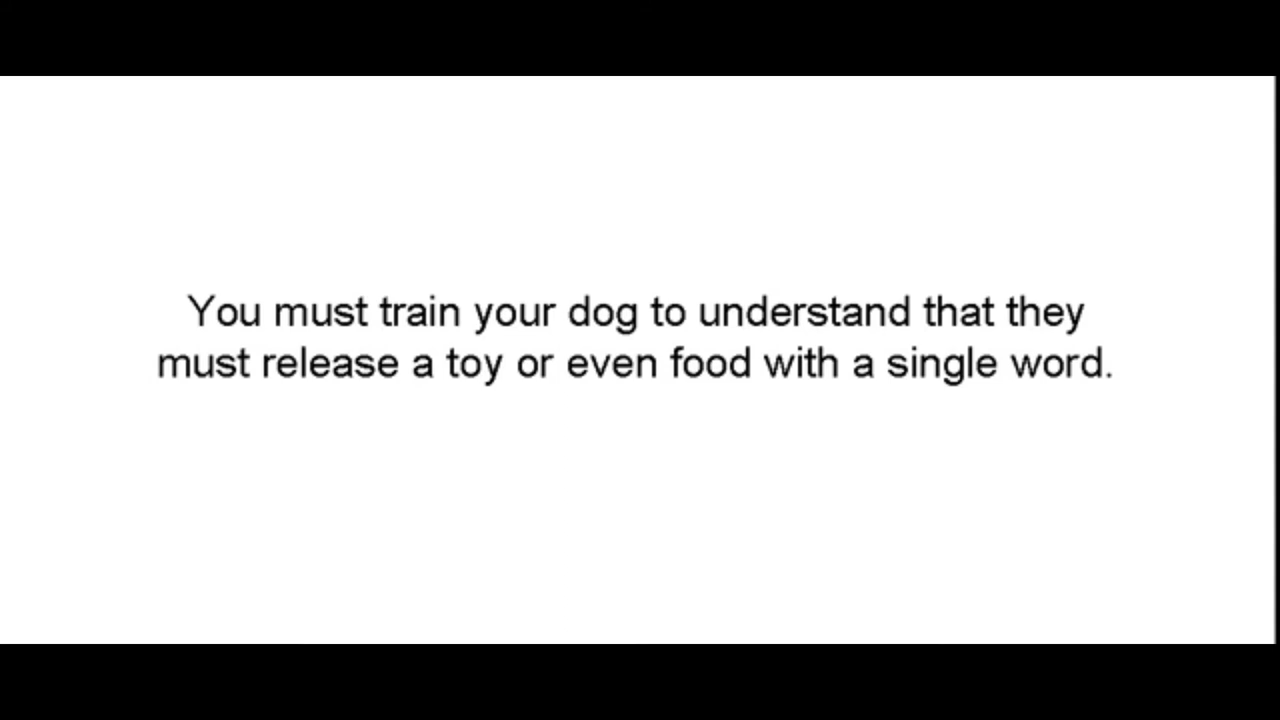 You must train your dog to understand that they
must release a toy or even food with a single word.